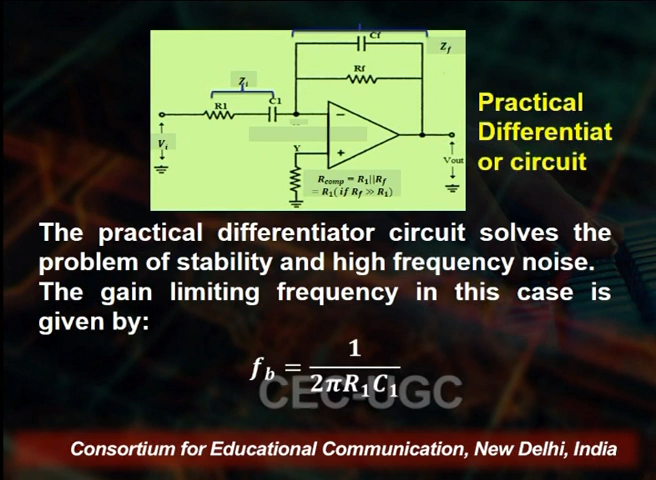 Cf
Zf
Rf
Zi
R1
C1
Vi
−
+
Y
Vout
Rcomp = R1||Rf
= R1( if Rf ≫ R1)
Practical
Differentiat
or circuit
The practical differentiator circuit solves the
problem of stability and high frequency noise.
The gain limiting frequency in this case is
given by:
fb = 1 / 2πR1C1
CEC-UGC
Consortium for Educational Communication, New Delhi, India